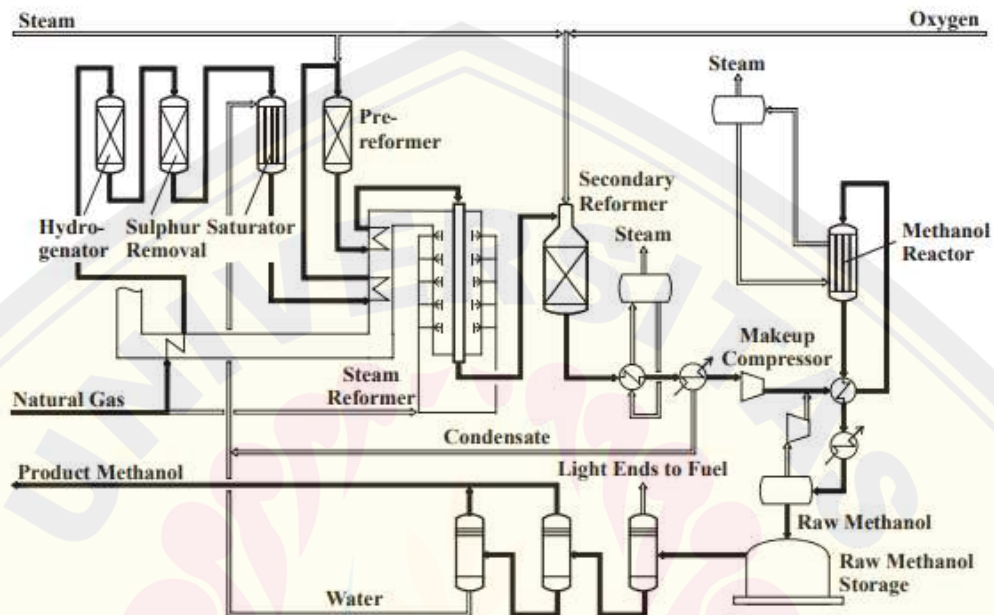 Steam
Oxygen
Steam
Pre-
reformer
Secondary
Reformer
Hydro-
genator
Sulphur
Removal
Saturator
Steam
Methanol
Reactor
Makeup
Compressor
Steam
Reformer
Natural Gas
Condensate
Product Methanol
Light Ends to Fuel
Raw Methanol
Raw Methanol
Storage
Water
UNIVERSITAS